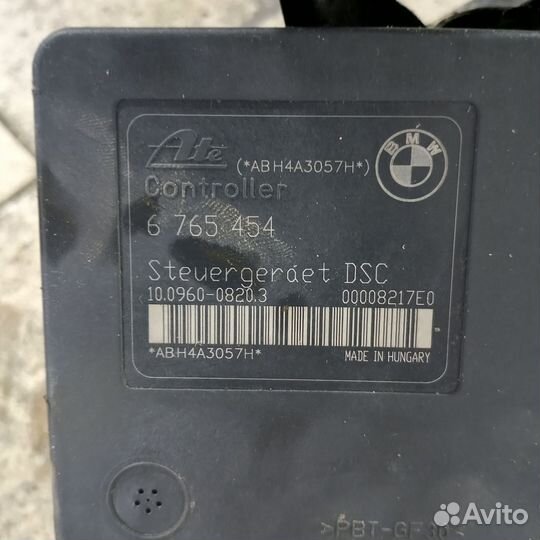 Ate
(*ABH4A3057H*)
BMW
Controller
6 765 454
Steuergeraet DSC
10.0960-0820.3 00008217E0
*ABH4A3057H*
MADE IN HUNGARY
>PBT-GF30<
Avito